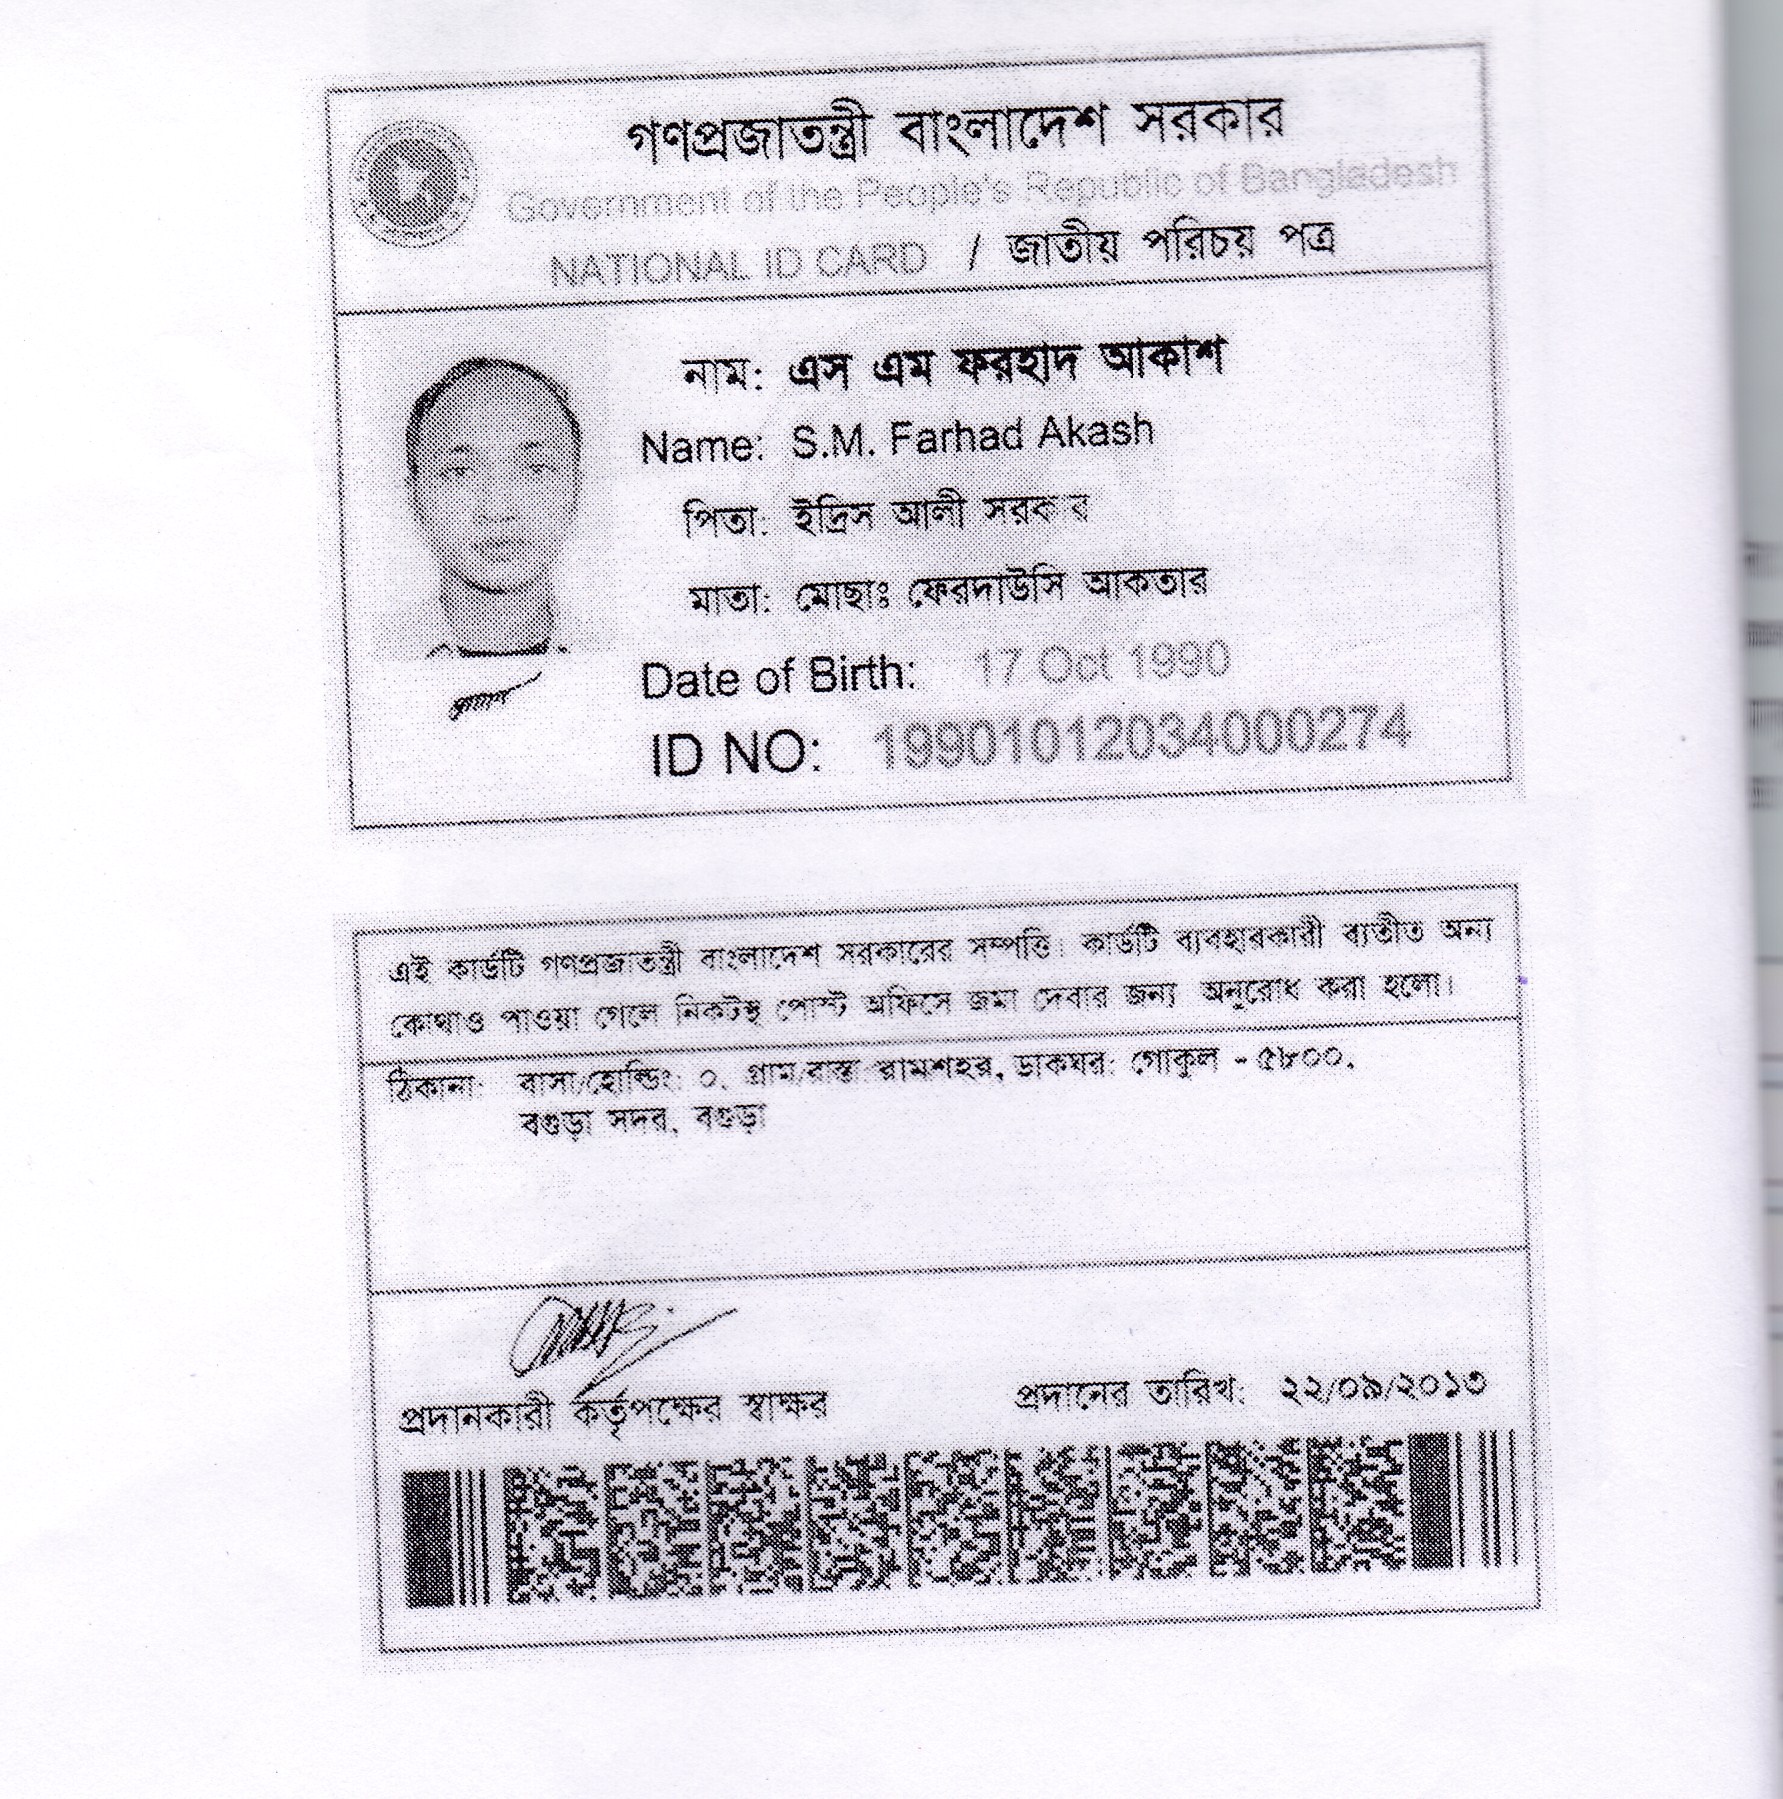 গণপ্রজাতন্ত্রী বাংলাদেশ সরকার
Government of the People's Republic of Bangladesh
NATIONAL ID CARD / জাতীয় পরিচয় পত্র
নাম: এস এম ফরহাদ আকাশ
Name: S.M. Farhad Akash
পিতা: ইদ্রিস আলী সরকার
মাতা: মোছাঃ ফেরদাউসি আকতার
Date of Birth: 17 Oct 1990
ID NO: 19901012034000274
এই কার্ডটি গণপ্রজাতন্ত্রী বাংলাদেশ সরকারের সম্পত্তি। কার্ডটি ব্যবহারকারী ব্যতীত অন্য
কোথাও পাওয়া গেলে নিকটস্থ পোস্ট অফিসে জমা দেবার জন্য অনুরোধ করা হলো।
ঠিকানা: বাসা/হোল্ডিং: ০, গ্রাম/রাস্তা: রামশহর, ডাকঘর: গোকুল - ৫৮০০,
বগুড়া সদর, বগুড়া
প্রদানকারী কর্তৃপক্ষের স্বাক্ষর
প্রদানের তারিখ: ২২/০৯/২০১৩